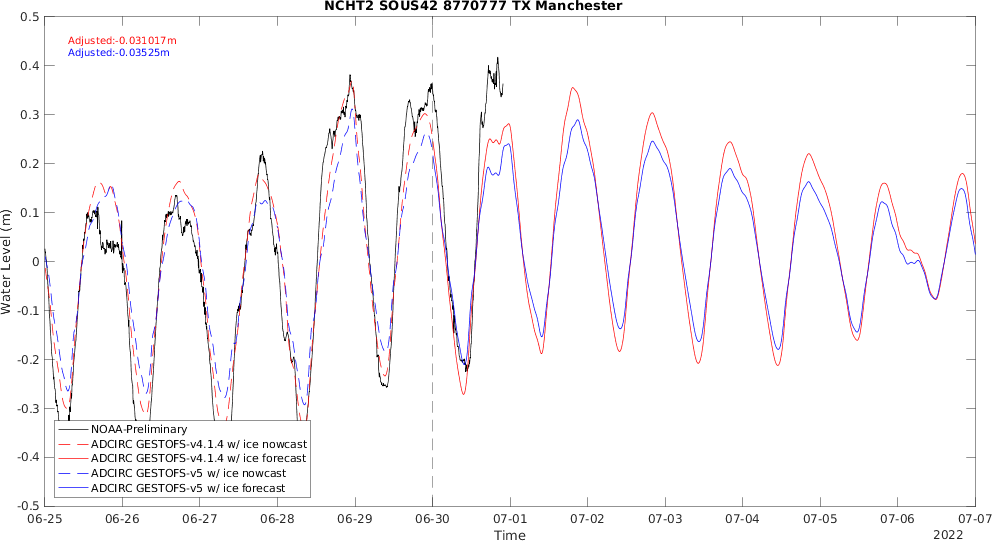 NCHT2 SOUS42 8770777 TX Manchester
Adjusted:-0.031017m
Adjusted:-0.03525m
0.5
0.4
0.3
0.2
0.1
0
-0.1
-0.2
-0.3
-0.4
-0.5
Water Level (m)
NOAA-Preliminary
ADCIRC GESTOFS-v4.1.4 w/ ice nowcast
ADCIRC GESTOFS-v4.1.4 w/ ice forecast
ADCIRC GESTOFS-v5 w/ ice nowcast
ADCIRC GESTOFS-v5 w/ ice forecast
06-25 06-26 06-27 06-28 06-29 06-30 07-01 07-02 07-03 07-04 07-05 07-06 07-07
Time
2022